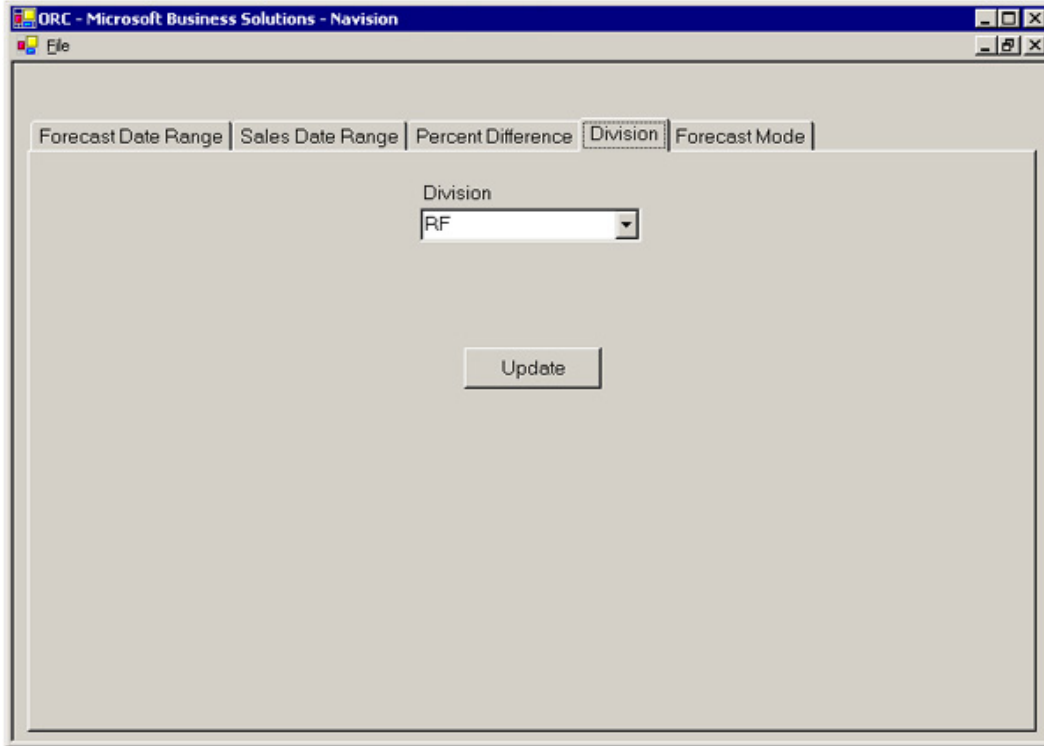 ORC - Microsoft Business Solutions - Navision
File
Forecast Date Range Sales Date Range Percent Difference Division Forecast Mode
Division
RF
Update